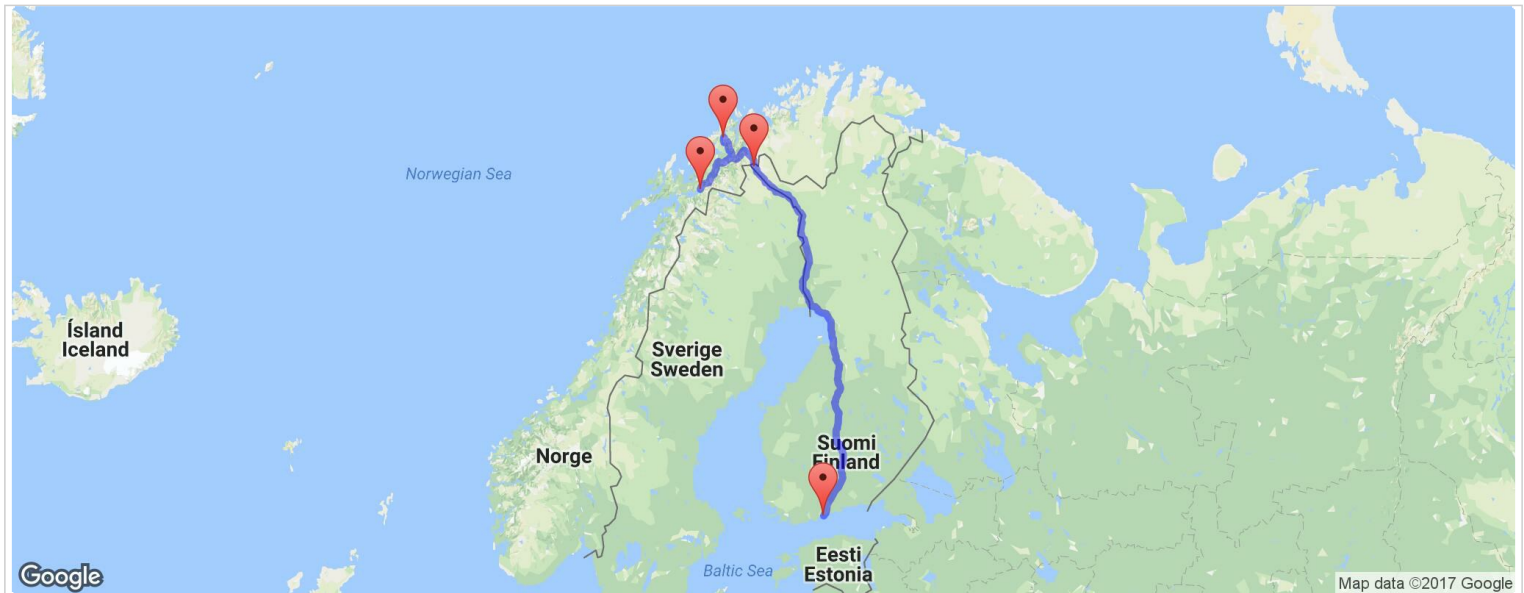 Norwegian Sea
Ísland
Iceland
Sverige
Sweden
Norge
Suomi
Finland
Eesti
Estonia
Baltic Sea
Google
Map data ©2017 Google